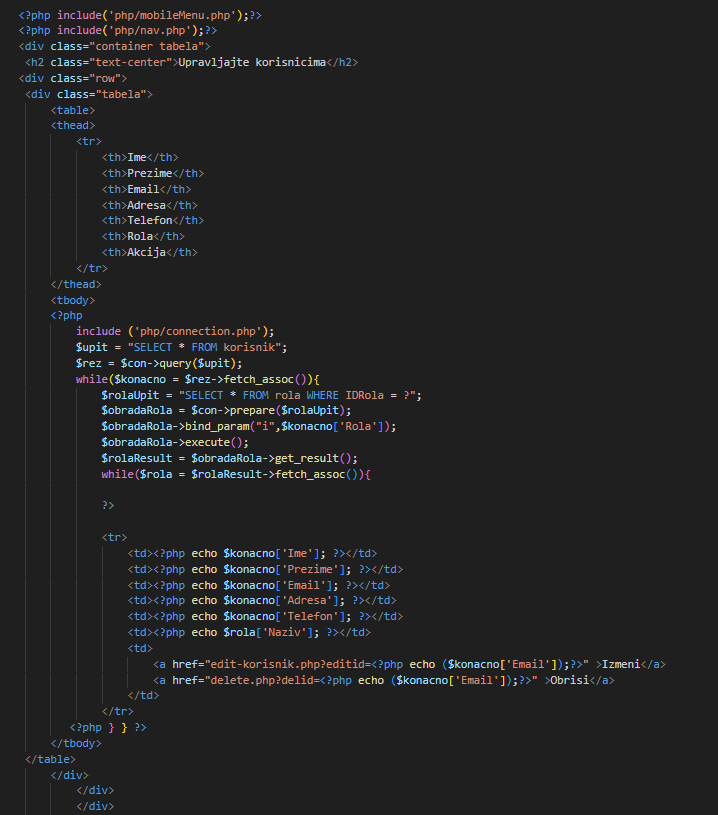 <?php include('php/mobileMenu.php');?>
<?php include('php/nav.php');?>
<div class="container tabela">
<h2 class="text-center">Upravljajte korisnicima</h2>
<div class="row">
<div class="tabela">
<table>
<thead>
<tr>
<th>Ime</th>
<th>Prezime</th>
<th>Email</th>
<th>Adresa</th>
<th>Telefon</th>
<th>Rola</th>
<th>Akcija</th>
</tr>
</thead>
<tbody>
<?php
include ('php/connection.php');
$upit = "SELECT * FROM korisnik";
$rez = $con->query($upit);
while($konacno = $rez->fetch_assoc()){
$rolaUpit = "SELECT * FROM rola WHERE IDRola = ?";
$obradaRola = $con->prepare($rolaUpit);
$obradaRola->bind_param("i",$konacno['Rola']);
$obradaRola->execute();
$rolaResult = $obradaRola->get_result();
while($rola = $rolaResult->fetch_assoc()){
?>
<tr>
<td><?php echo $konacno['Ime']; ?></td>
<td><?php echo $konacno['Prezime']; ?></td>
<td><?php echo $konacno['Email']; ?></td>
<td><?php echo $konacno['Adresa']; ?></td>
<td><?php echo $konacno['Telefon']; ?></td>
<td><?php echo $rola['Naziv']; ?></td>
<td>
<a href="edit-korisnik.php?editid=<?php echo ($konacno['Email']);?>" >Izmeni</a>
<a href="delete.php?delid=<?php echo ($konacno['Email']);?>" >Obrisi</a>
</td>
</tr>
<?php } } ?>
</tbody>
</table>
</div>
</div>
</div>